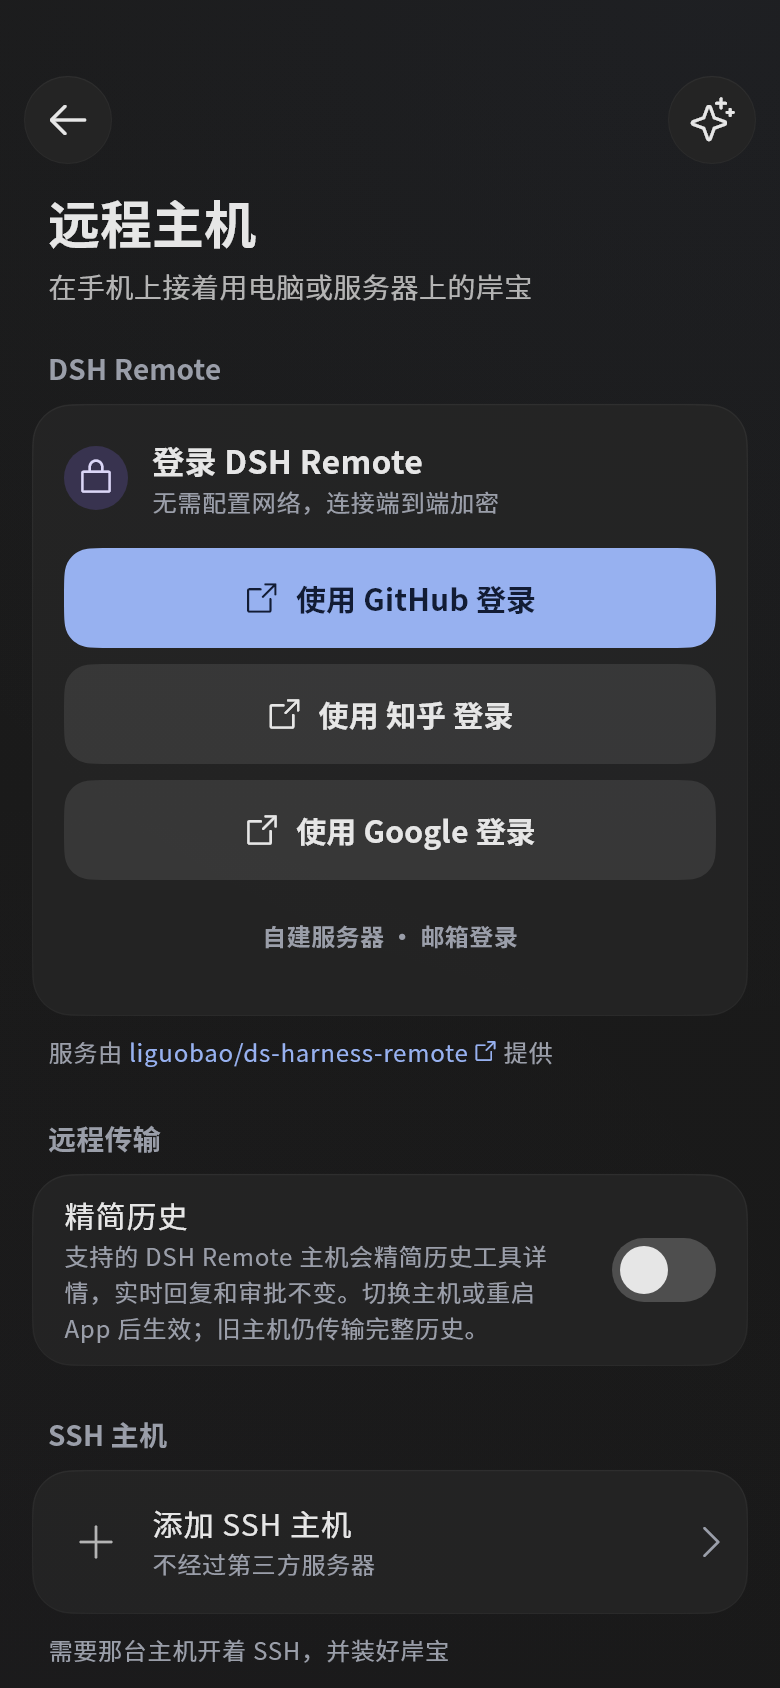 远程主机
在手机上接着用电脑或服务器上的岸宝
DSH Remote
登录 DSH Remote
无需配置网络，连接端到端加密
使用 GitHub 登录
使用 知乎 登录
使用 Google 登录
自建服务器 · 邮箱登录
服务由 liguobao/ds-harness-remote 提供
远程传输
精简历史
支持的 DSH Remote 主机会精简历史工具详
情，实时回复和审批不变。切换主机或重启
App 后生效；旧主机仍传输完整历史。
SSH 主机
添加 SSH 主机
不经过第三方服务器
需要那台主机开着 SSH，并装好岸宝